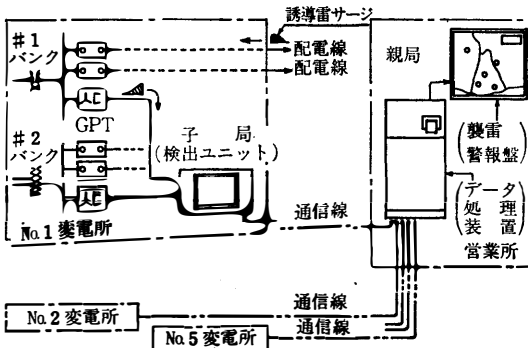 誘導雷サージ
#1
バンク
配電線
配電線
GPT
#2
バンク
子局
(検出ユニット)
No.1変電所
通信線
親局
(襲雷
警報盤)
(データ
処理
装置)
営業所
通信線
No.2変電所
通信線
No.5変電所